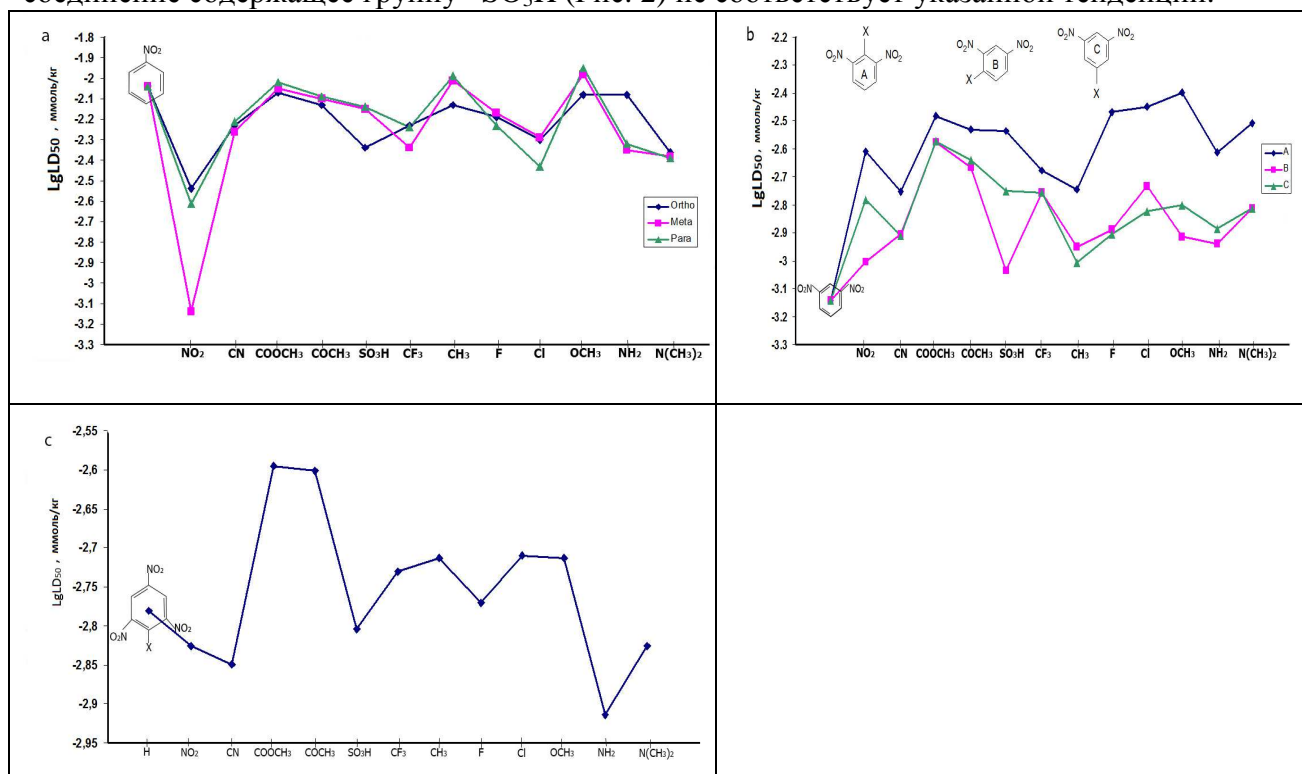 соединение содержащее группу -SO₃H (Рис. 2) не соответствует указанной тенденции.
a
LgLD₅₀ , ммоль/кг
-1.8
-1.9
-2
-2.1
-2.2
-2.3
-2.4
-2.5
-2.6
-2.7
-2.8
-2.9
-3
-3.1
-3.2
-3.3
NO₂
NO₂ CN COOCH₃ COCH₃ SO₃H CF₃ CH₃ F Cl OCH₃ NH₂ N(CH₃)₂
Ortho
Meta
Para
b
LgLD₅₀ , ммоль/кг
-2.2
-2.3
-2.4
-2.5
-2.6
-2.7
-2.8
-2.9
-3
-3.1
-3.2
-3.3
X
O₂N NO₂
A
O₂N NO₂
B
X
O₂N NO₂
C
X
O₂N NO₂
NO₂ CN COOCH₃ COCH₃ SO₃H CF₃ CH₃ F Cl OCH₃ NH₂ N(CH₃)₂
A
B
C
c
LgLD₅₀ , ммоль/кг
-2,55
-2,6
-2,65
-2,7
-2,75
-2,8
-2,85
-2,9
-2,95
NO₂
O₂N NO₂
X
H NO₂ CN COOCH₃ COCH₃ SO₃H CF₃ CH₃ F Cl OCH₃ NH₂ N(CH₃)₂